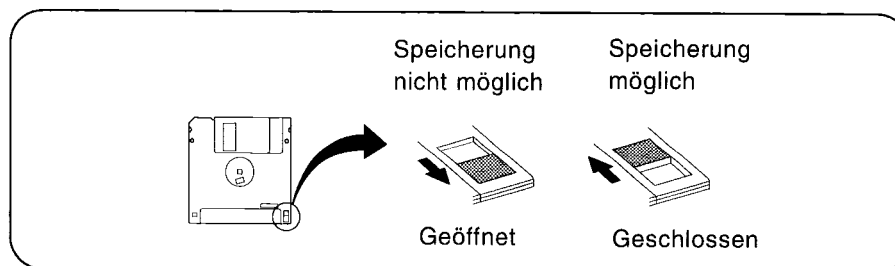 Speicherung
nicht möglich
Speicherung
möglich
Geöffnet
Geschlossen